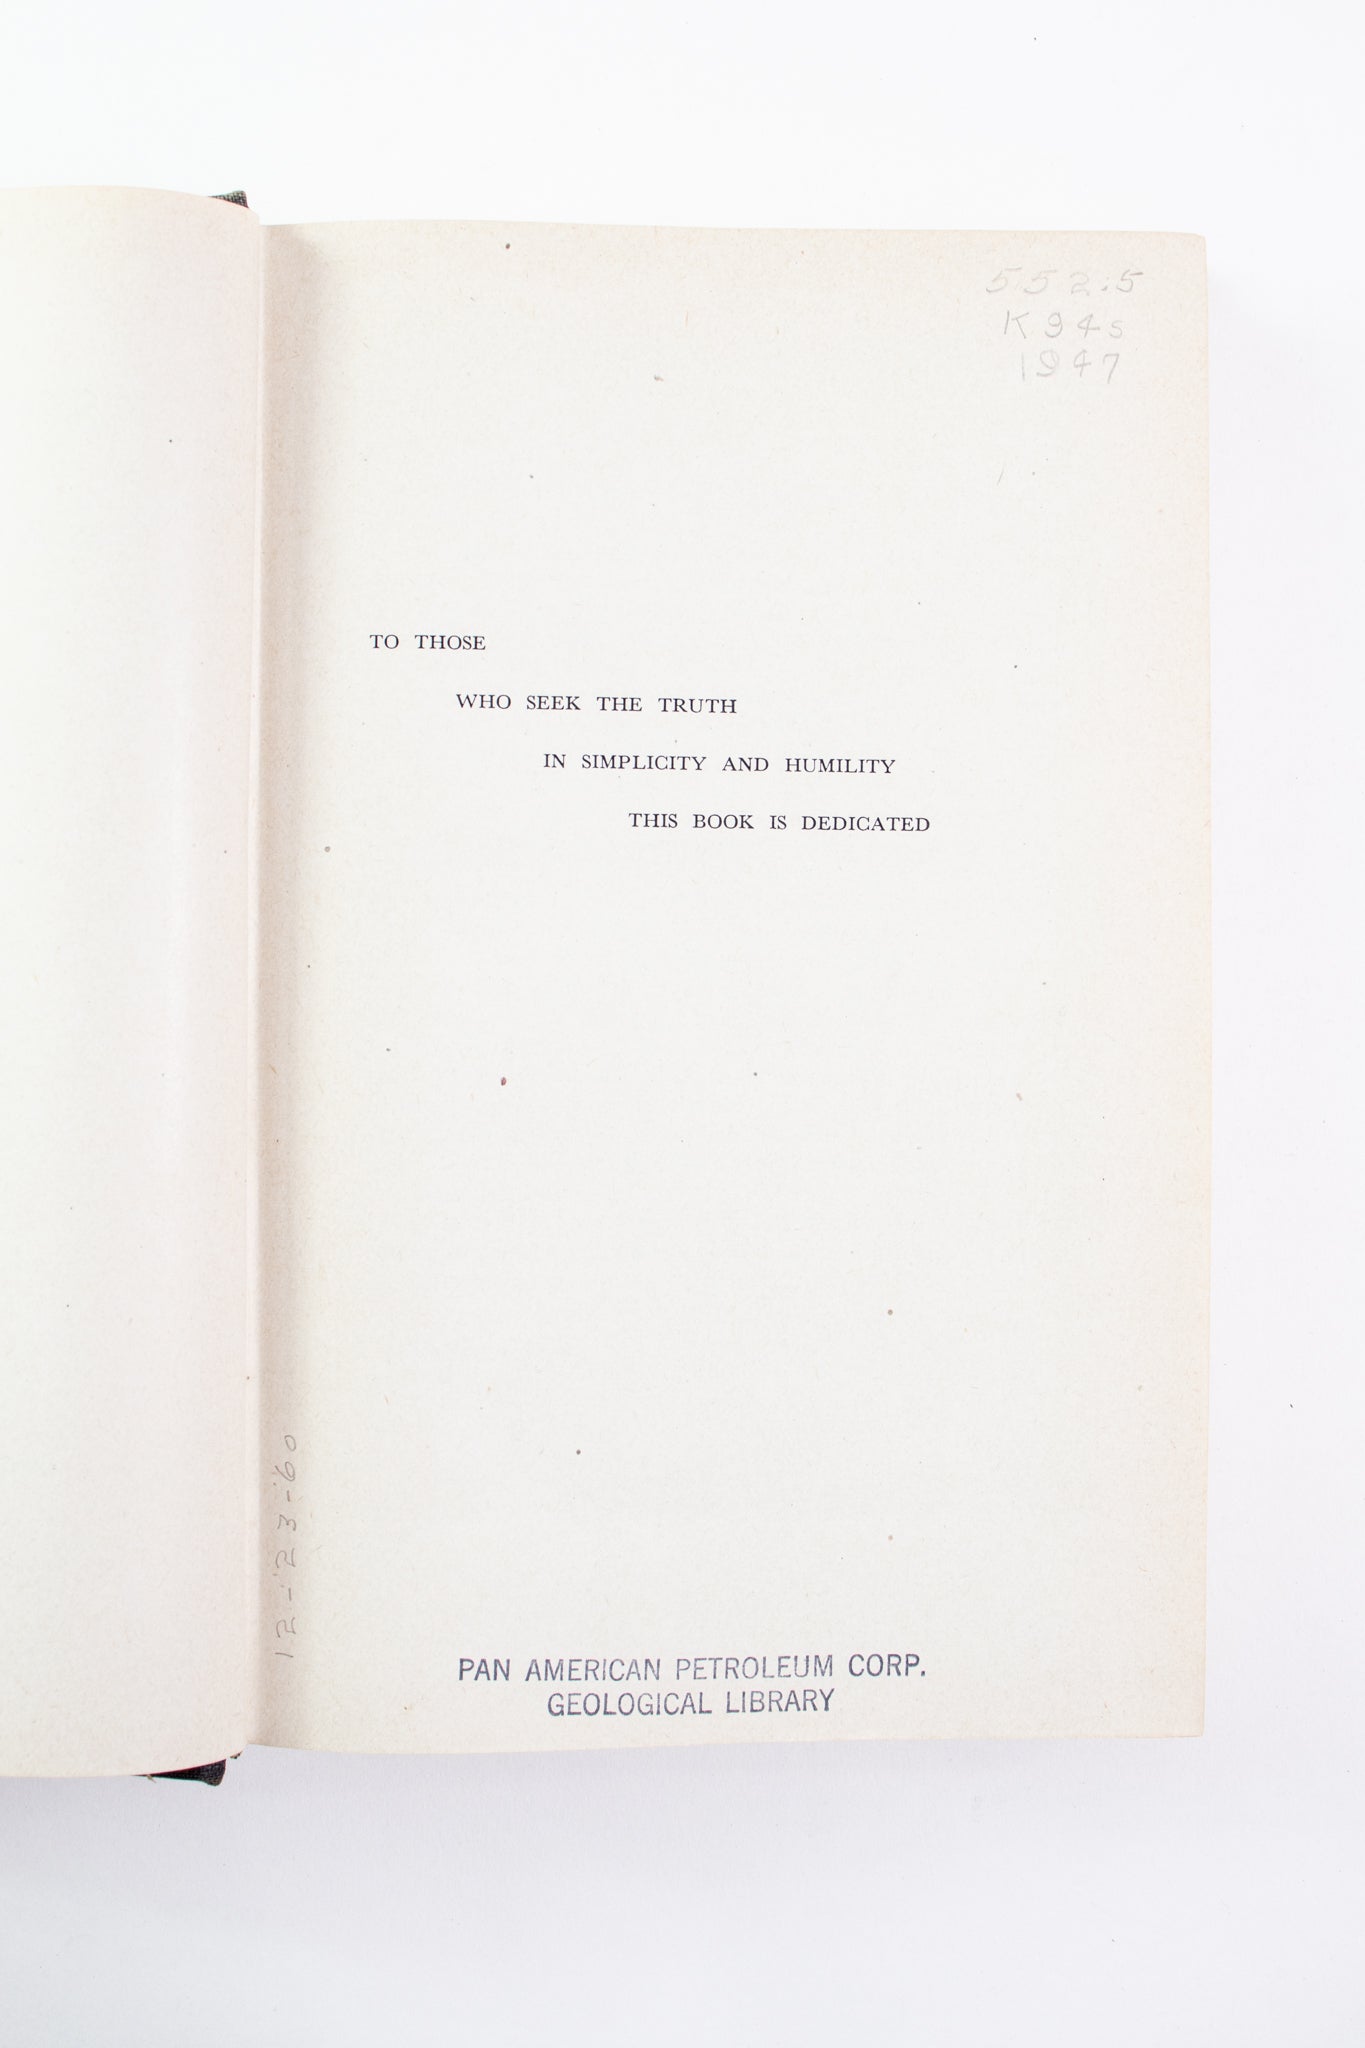 552.5
K94s
1947
TO THOSE
WHO SEEK THE TRUTH
IN SIMPLICITY AND HUMILITY
THIS BOOK IS DEDICATED
12-23-60
PAN AMERICAN PETROLEUM CORP.
GEOLOGICAL LIBRARY